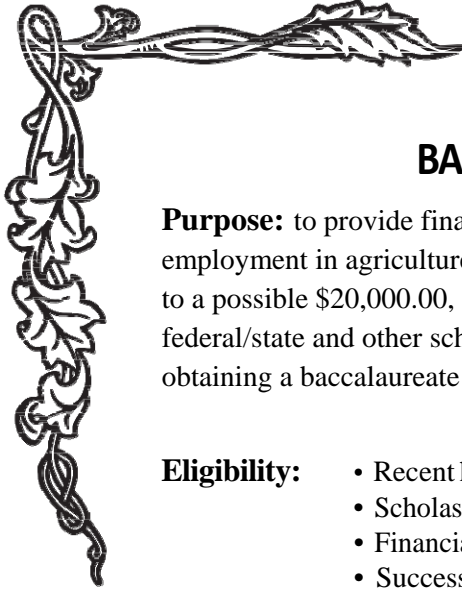 BA
Purpose: to provide fina
employment in agriculture
to a possible $20,000.00,
federal/state and other sch
obtaining a baccalaureate
Eligibility:
• Recent
• Scholas
• Financia
• Success